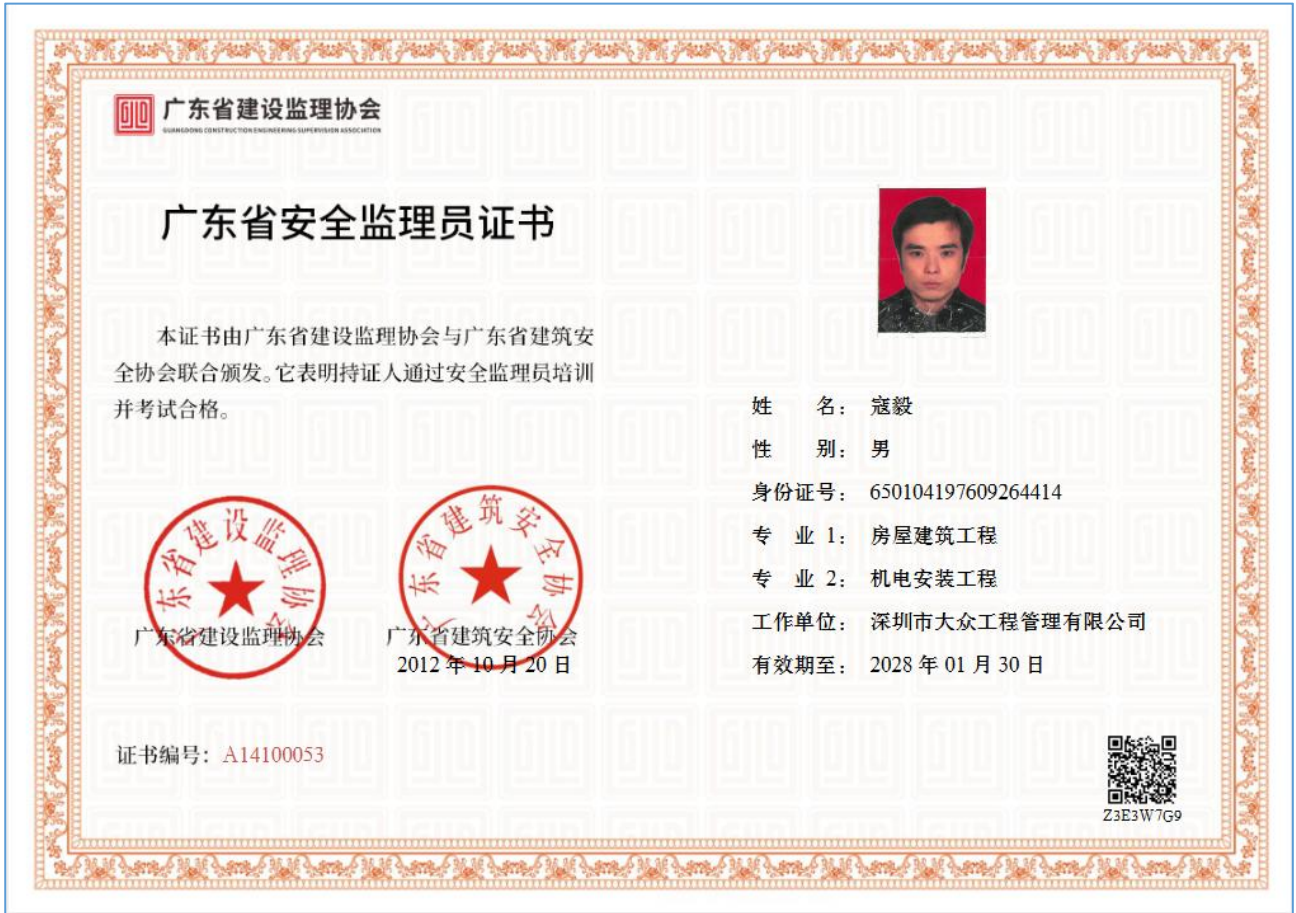 广东省建设监理协会
GUANGDONG CONSTRUCTION ENGINEERING SUPERVISION ASSOCIATION
广东省安全监理员证书
本证书由广东省建设监理协会与广东省建筑安
全协会联合颁发。它表明持证人通过安全监理员培训
并考试合格。
广东省建设监理协会
广东省建筑安全协会
广东省建设监理协会
广东省建筑安全协会
2012 年 10 月 20 日
证书编号：A14100053
姓 名：寇毅
性 别：男
身份证号：650104197609264414
专 业 1：房屋建筑工程
专 业 2：机电安装工程
工作单位：深圳市大众工程管理有限公司
有效期至：2028 年 01 月 30 日
Z3E3W7G9